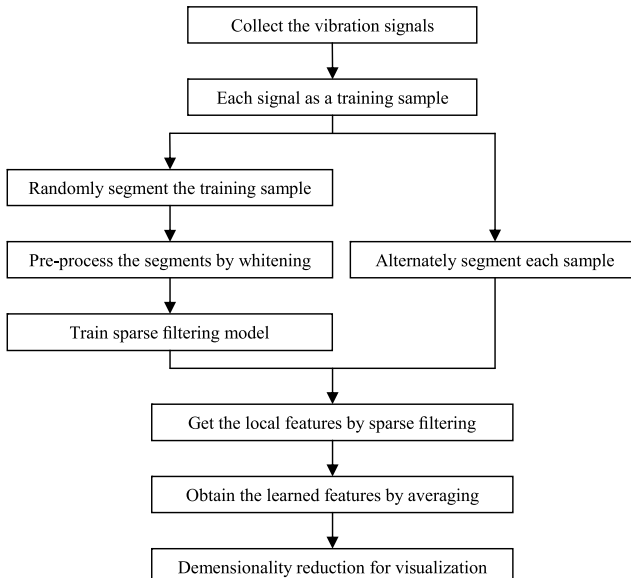 Collect the vibration signals
Each signal as a training sample
Randomly segment the training sample
Pre-process the segments by whitening
Alternately segment each sample
Train sparse filtering model
Get the local features by sparse filtering
Obtain the learned features by averaging
Demensionality reduction for visualization